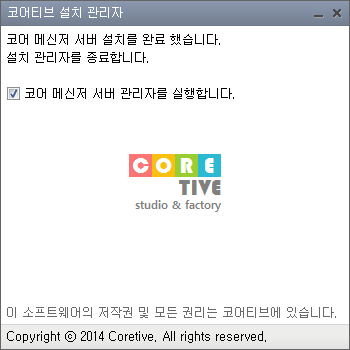 코어티브 설치 관리자
코어 메신저 서버 설치를 완료 했습니다.
설치 관리자를 종료합니다.
코어 메신저 서버 관리자를 실행합니다.
CORE
TIVE
studio & factory
이 소프트웨어의 저작권 및 모든 권리는 코어티브에 있습니다.
Copyright ⓒ 2014 Coretive. All rights reserved.